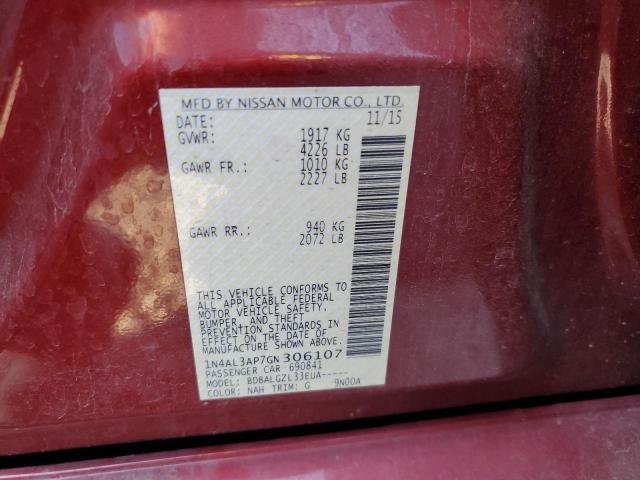 MFD BY NISSAN MOTOR CO., LTD.
DATE: 11/15
GVWR: 1917 KG
4226 LB
GAWR FR.: 1010 KG
2227 LB
GAWR RR.: 940 KG
2072 LB
THIS VEHICLE CONFORMS TO
ALL APPLICABLE FEDERAL
MOTOR VEHICLE SAFETY,
BUMPER, AND THEFT
PREVENTION STANDARDS IN
EFFECT ON THE DATE OF
MANUFACTURE SHOWN ABOVE.
1N4AL3AP7GN306107
PASSENGER CAR 690841
MODEL: BDBALGZL33EUA-----
COLOR: NAH TRIM: G 9N00A